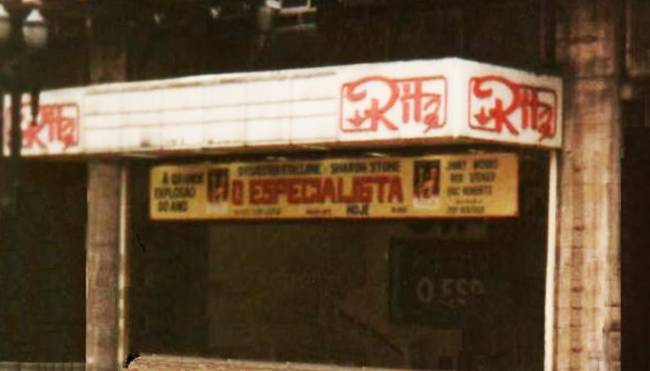 Ritz
Ritz
Ritz
A GRANDE
EXPLOSÃO
DO ANO
SYLVESTER STALLONE - SHARON STONE
O ESPECIALISTA
HOJE
JAMES WOODS
ROD STEIGER
ERIC ROBERTS
O ESP